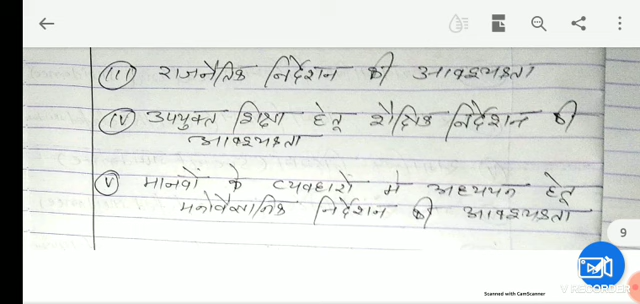 (III) राजनैतिक निर्देशन की आवश्यकता
(IV) उपयुक्त शिक्षा हेतू शैक्षिक निर्देशन की
आवश्यकता
(V) मानवों के व्यवहारो मे अध्ययन हेतू
मनोवैज्ञानिक निर्देशन की आवश्यकता
9
V RECORDER
Scanned with CamScanner